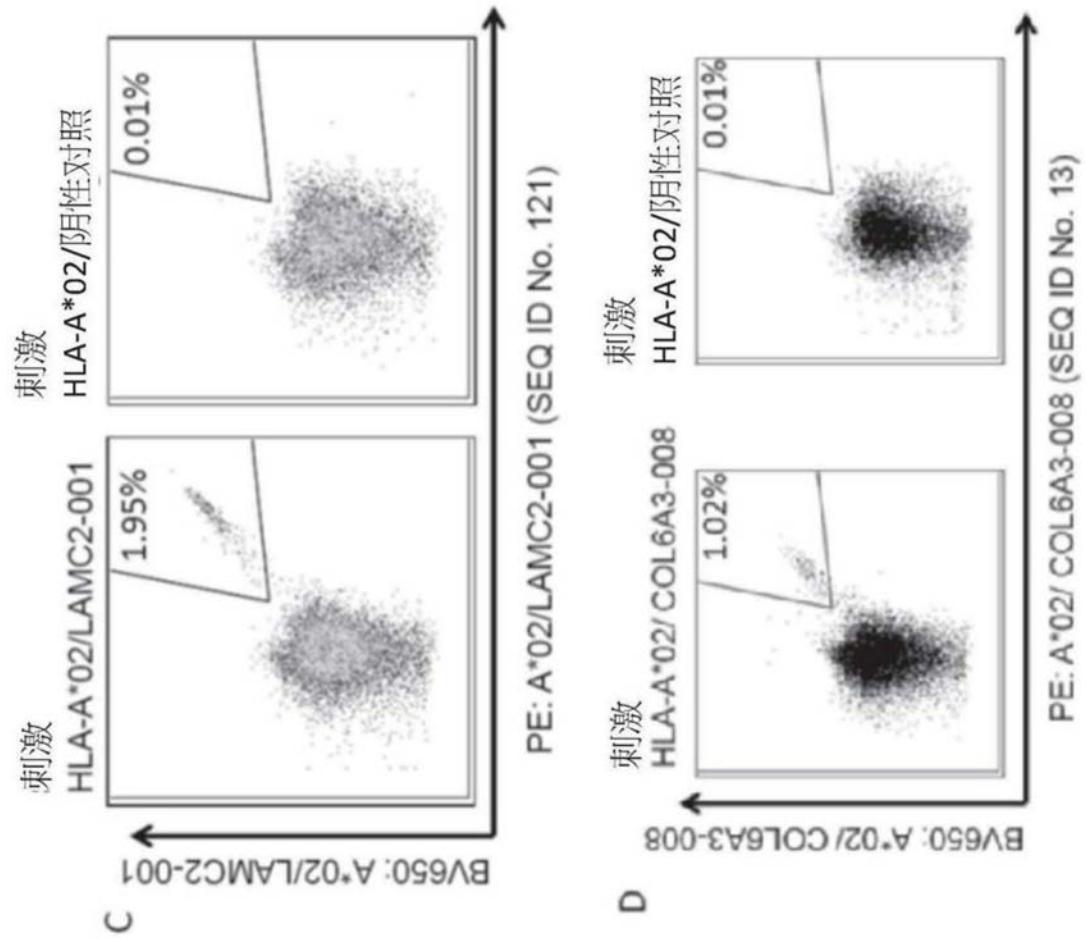 C
刺激
HLA-A*02/LAMC2-001
刺激
HLA-A*02/阴性对照
1.95%
0.01%
BV650: A*02/LAMC2-001
PE: A*02/LAMC2-001 (SEQ ID No. 121)
D
刺激
HLA-A*02/ COL6A3-008
刺激
HLA-A*02/阴性对照
1.02%
0.01%
BV650: A*02/ COL6A3-008
PE: A*02/ COL6A3-008 (SEQ ID No. 13)